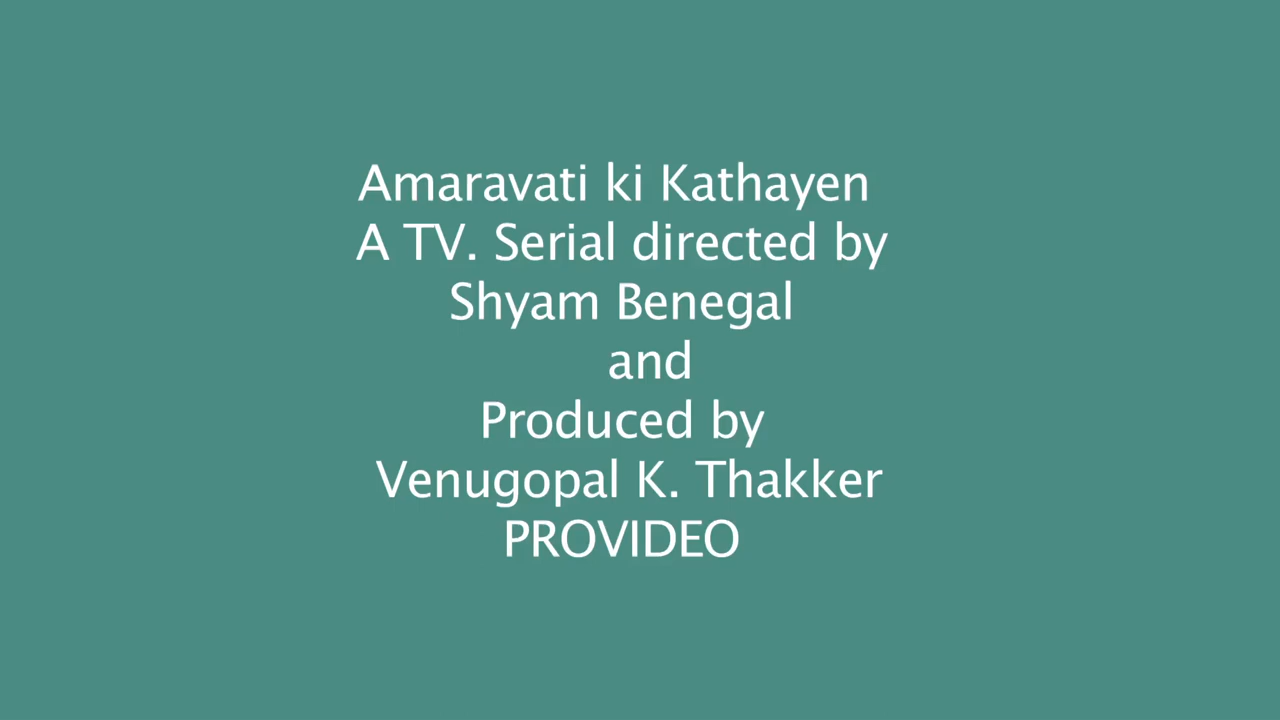 Amaravati ki Kathayen
A TV. Serial directed by
Shyam Benegal
and
Produced by
Venugopal K. Thakker
PROVIDEO